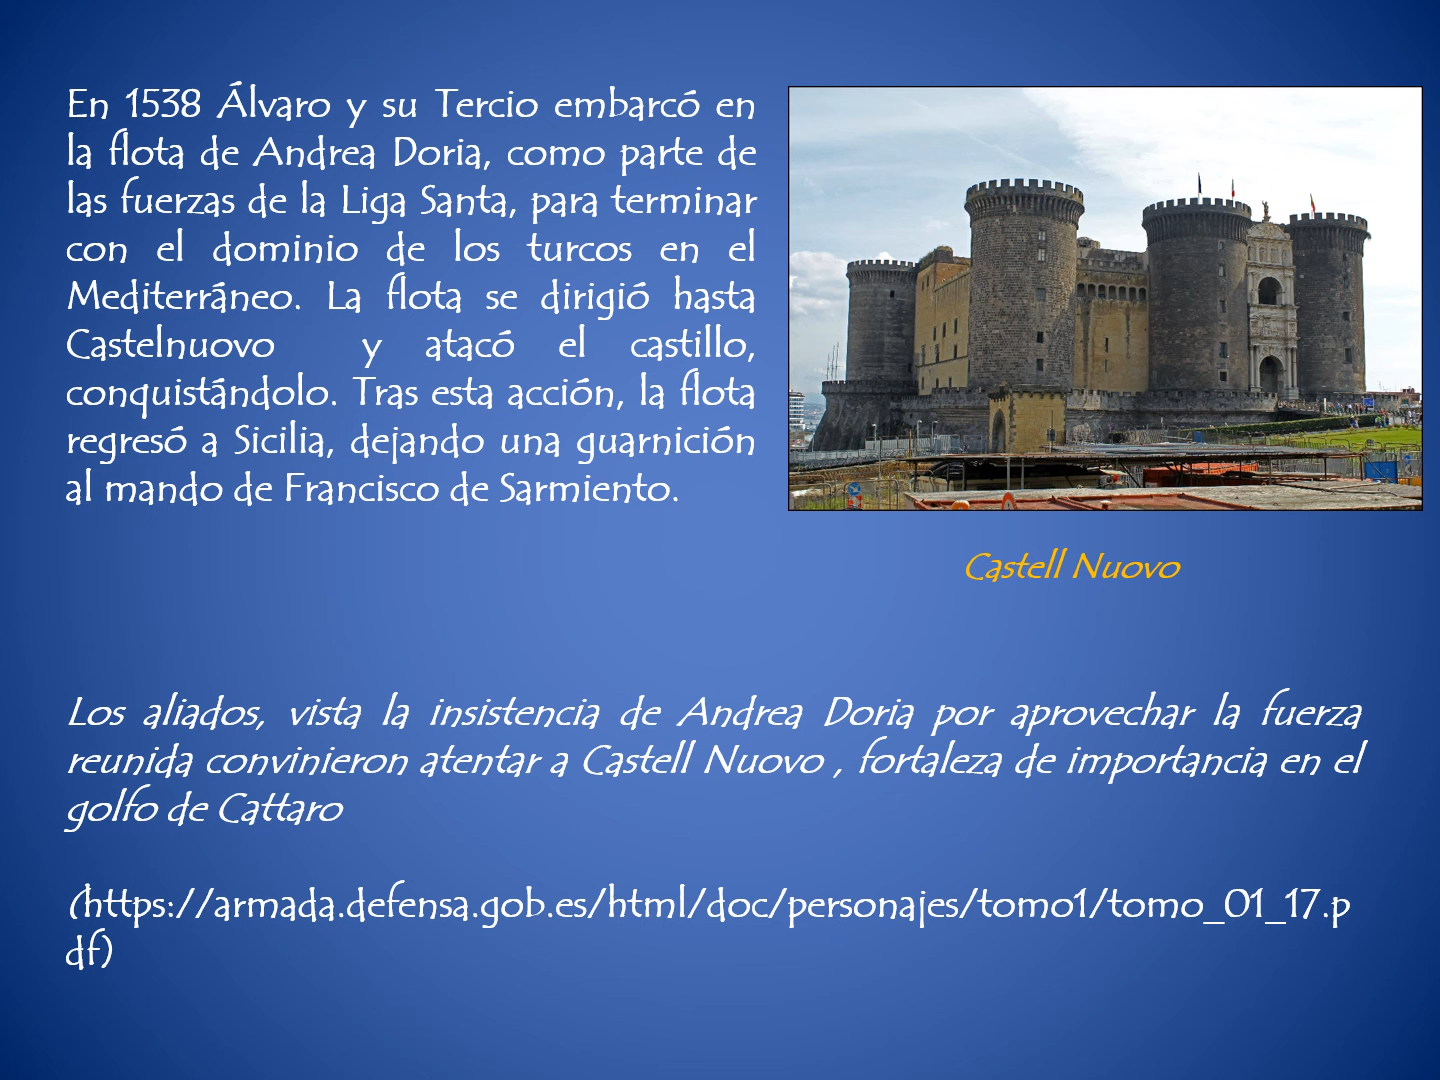 En 1538 Álvaro y su Tercio embarcó en
la flota de Andrea Doria, como parte de
las fuerzas de la Liga Santa, para terminar
con el dominio de los turcos en el
Mediterráneo. La flota se dirigió hasta
Castelnuovo y atacó el castillo,
conquistándolo. Tras esta acción, la flota
regresó a Sicilia, dejando una guarnición
al mando de Francisco de Sarmiento.
Castell Nuovo
Los aliados, vista la insistencia de Andrea Doria por aprovechar la fuerza
reunida convinieron atentar a Castell Nuovo , fortaleza de importancia en el
golfo de Cattaro
(https://armada.defensa.gob.es/html/doc/personajes/tomo1/tomo_01_17.p
df)